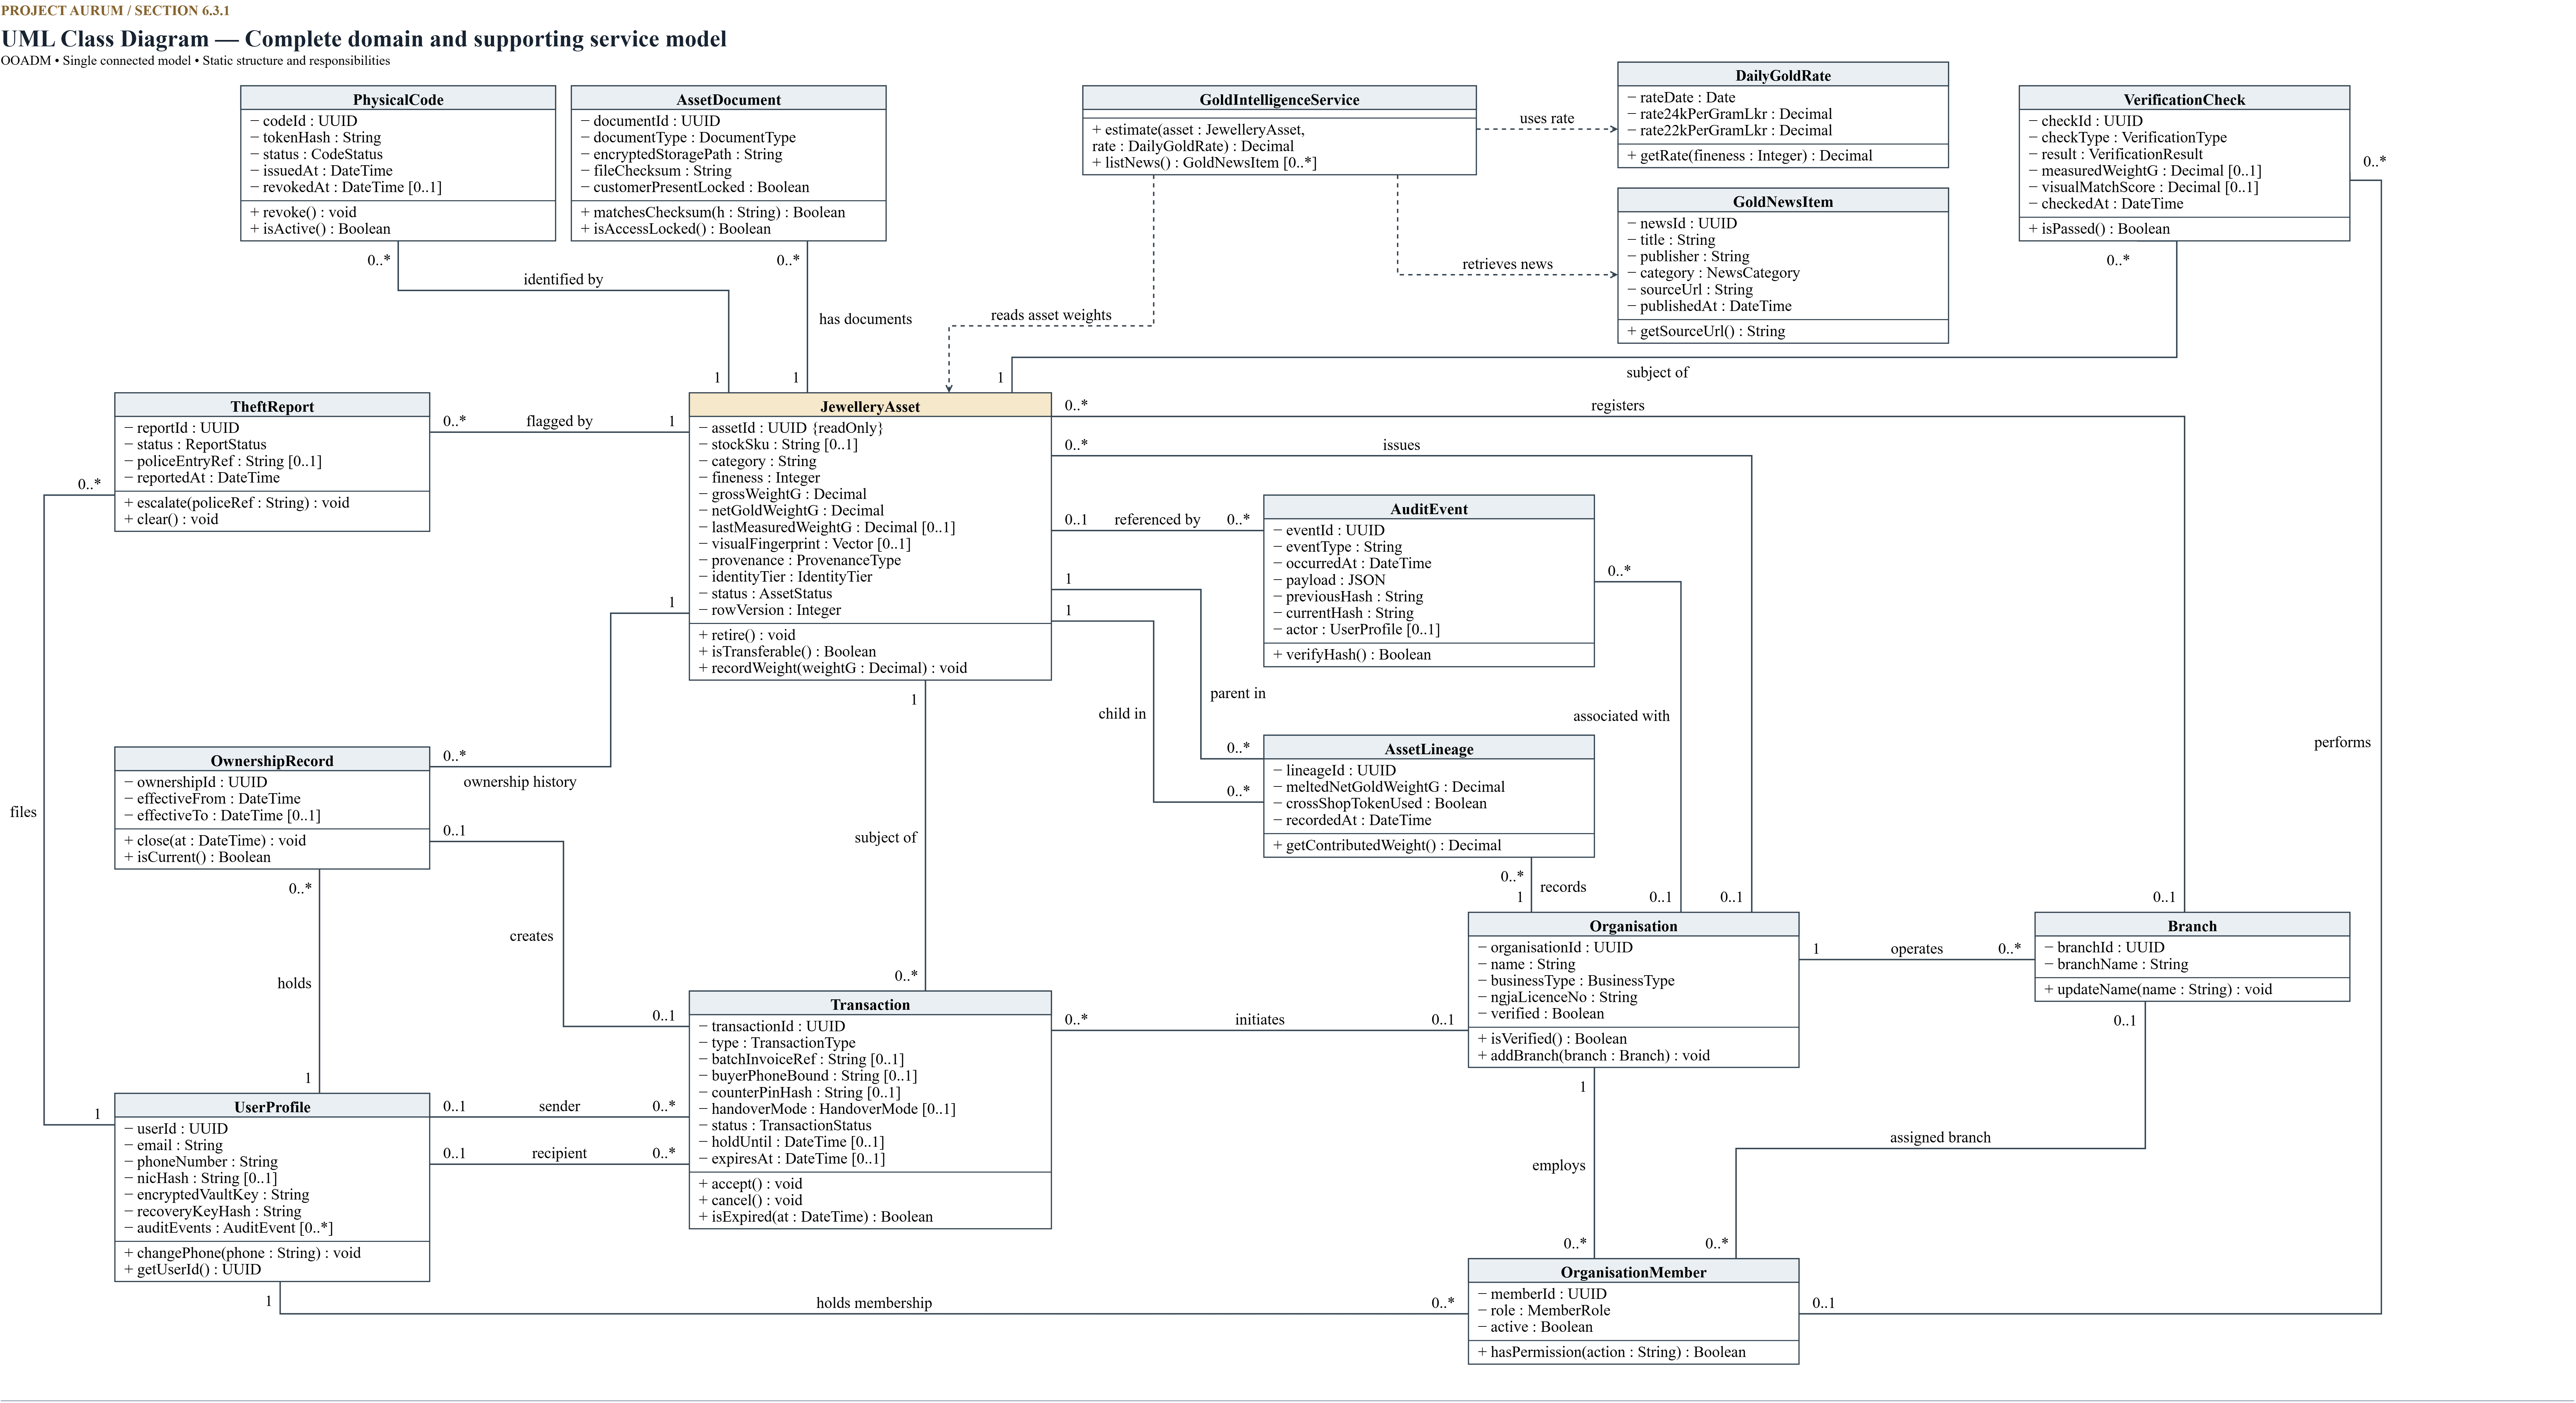 PROJECT AURUM / SECTION 6.3.1
UML Class Diagram — Complete domain and supporting service model
OOADM • Single connected model • Static structure and responsibilities
PhysicalCode
− codeId : UUID
− tokenHash : String
− status : CodeStatus
− issuedAt : DateTime
− revokedAt : DateTime [0..1]
+ revoke() : void
+ isActive() : Boolean
AssetDocument
− documentId : UUID
− documentType : DocumentType
− encryptedStoragePath : String
− fileChecksum : String
− customerPresentLocked : Boolean
+ matchesChecksum(h : String) : Boolean
+ isAccessLocked() : Boolean
GoldIntelligenceService
+ estimate(asset : JewelleryAsset,
rate : DailyGoldRate) : Decimal
+ listNews() : GoldNewsItem [0..*]
uses rate
DailyGoldRate
− rateDate : Date
− rate24kPerGramLkr : Decimal
− rate22kPerGramLkr : Decimal
+ getRate(fineness : Integer) : Decimal
GoldNewsItem
− newsId : UUID
− title : String
− publisher : String
− category : NewsCategory
− sourceUrl : String
− publishedAt : DateTime
+ getSourceUrl() : String
retrieves news
VerificationCheck
− checkId : UUID
− checkType : VerificationType
− result : VerificationResult
− measuredWeightG : Decimal [0..1]
− visualMatchScore : Decimal [0..1]
− checkedAt : DateTime
+ isPassed() : Boolean
0..*
0..*
0..*
identified by
0..*
has documents
reads asset weights
1
1
1
subject of
TheftReport
− reportId : UUID
− status : ReportStatus
− policeEntryRef : String [0..1]
− reportedAt : DateTime
+ escalate(policeRef : String) : void
+ clear() : void
0..*
flagged by
1
0..*
JewelleryAsset
− assetId : UUID {readOnly}
− stockSku : String [0..1]
− category : String
− fineness : Integer
− grossWeightG : Decimal
− netGoldWeightG : Decimal
− lastMeasuredWeightG : Decimal [0..1]
− visualFingerprint : Vector [0..1]
− provenance : ProvenanceType
− identityTier : IdentityTier
− status : AssetStatus
− rowVersion : Integer
+ retire() : void
+ isTransferable() : Boolean
+ recordWeight(weightG : Decimal) : void
0..*
registers
0..*
issues
0..1
referenced by
0..*
1
1
AuditEvent
− eventId : UUID
− eventType : String
− occurredAt : DateTime
− payload : JSON
− previousHash : String
− currentHash : String
− actor : UserProfile [0..1]
+ verifyHash() : Boolean
0..*
parent in
child in
associated with
performs
1
1
subject of
0..*
OwnershipRecord
− ownershipId : UUID
− effectiveFrom : DateTime
− effectiveTo : DateTime [0..1]
+ close(at : DateTime) : void
+ isCurrent() : Boolean
0..*
ownership history
files
0..1
0..*
creates
holds
0..1
1
AssetLineage
− lineageId : UUID
− meltedNetGoldWeightG : Decimal
− crossShopTokenUsed : Boolean
− recordedAt : DateTime
+ getContributedWeight() : Decimal
0..*
0..*
0..*
1
records
0..1
0..1
0..1
Organisation
− organisationId : UUID
− name : String
− businessType : BusinessType
− ngjaLicenceNo : String
− verified : Boolean
+ isVerified() : Boolean
+ addBranch(branch : Branch) : void
1
operates
0..*
Branch
− branchId : UUID
− branchName : String
+ updateName(name : String) : void
0..1
Transaction
− transactionId : UUID
− type : TransactionType
− batchInvoiceRef : String [0..1]
− buyerPhoneBound : String [0..1]
− counterPinHash : String [0..1]
− handoverMode : HandoverMode [0..1]
− status : TransactionStatus
− holdUntil : DateTime [0..1]
− expiresAt : DateTime [0..1]
+ accept() : void
+ cancel() : void
+ isExpired(at : DateTime) : Boolean
0..*
initiates
0..1
UserProfile
− userId : UUID
− email : String
− phoneNumber : String
− nicHash : String [0..1]
− encryptedVaultKey : String
− recoveryKeyHash : String
− auditEvents : AuditEvent [0..*]
+ changePhone(phone : String) : void
+ getUserId() : UUID
1
0..1
sender
0..*
0..1
recipient
0..*
1
employs
0..*
assigned branch
0..*
1
holds membership
0..*
OrganisationMember
− memberId : UUID
− role : MemberRole
− active : Boolean
+ hasPermission(action : String) : Boolean
0..1